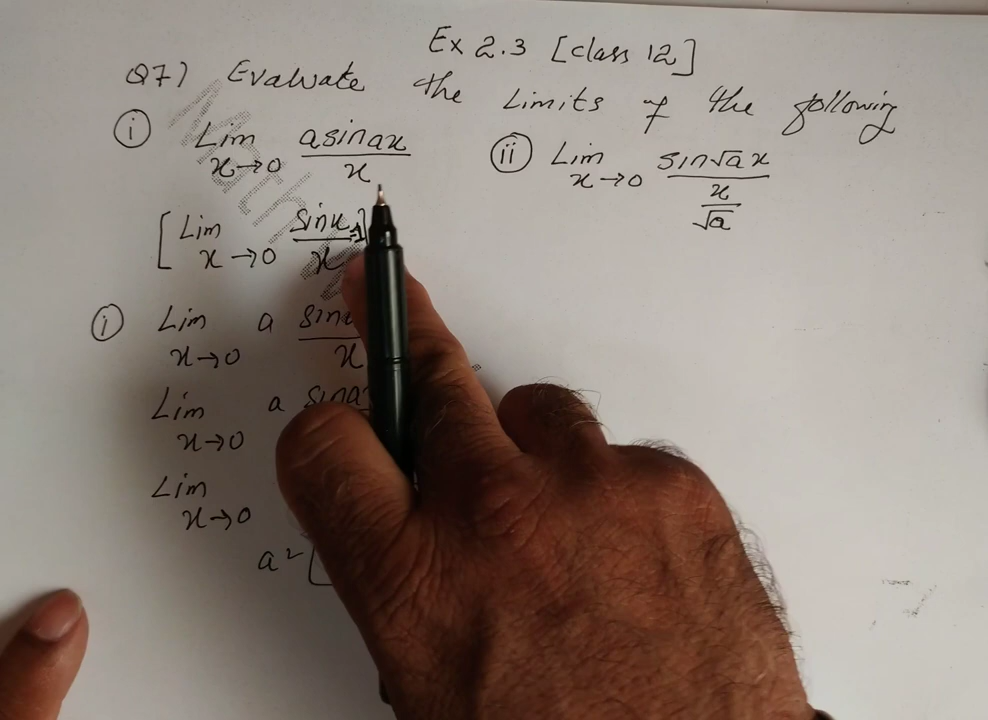 Ex 2.3 [class 12]
Q7) Evaluate the Limits of the following
i Lim x→0 a sin ax / x
ii Lim x→0 sin √a x / x/√a
[ Lim x→0 sin x / x = 1 ]
i Lim x→0 a / x
Lim x→0 a
Lim x→0
a² [